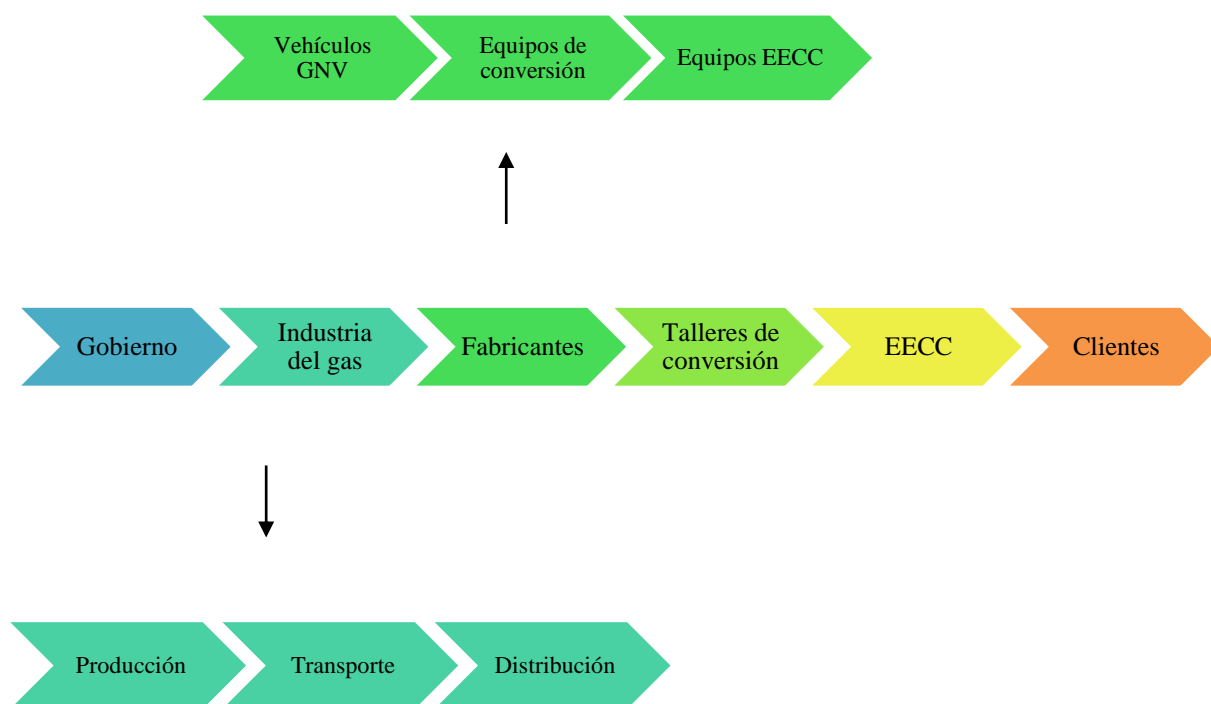 Vehículos
GNV
Equipos de
conversión
Equipos EECC
Gobierno
Industria
del gas
Fabricantes
Talleres de
conversión
EECC
Clientes
Producción
Transporte
Distribución